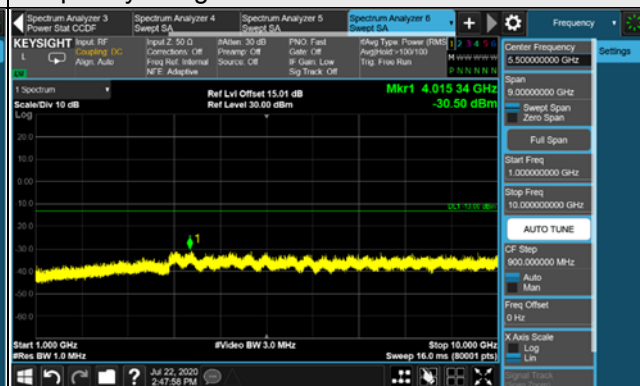 Spectrum Analyzer 3
Power Stat CCDF
Spectrum Analyzer 4
Swept SA
Spectrum Analyzer 5
Swept SA
Spectrum Analyzer 6
Swept SA
Frequency
KEYSIGHT
L
Input: RF
Coupling: DC
Align: Auto
Input Z: 50 Ω
Corrections: Off
Freq Ref: Internal
NFE: Adaptive
#Atten: 30 dB
Preamp: Off
Source: Off
PNO: Fast
Gate: Off
IF Gain: Low
Sig Track: Off
#Avg Type: Power (RMS)
Avg|Hold:>100/100
Trig: Free Run
1 2 3 4 5 6
M W W W W W
P N N N N N
1 Spectrum
Scale/Div 10 dB
Log
Ref Lvl Offset 15.01 dB
Ref Level 30.00 dBm
Mkr1 4.015 34 GHz
-30.50 dBm
20.0
10.0
0.00
-10.0
DL1 -13.00 dBm
-20.0
1
-30.0
-40.0
-50.0
-60.0
Start 1.000 GHz
#Res BW 1.0 MHz
#Video BW 3.0 MHz
Stop 10.000 GHz
Sweep 16.0 ms (80001 pts)
Jul 22, 2020
2:47:58 PM
Center Frequency
5.500000000 GHz
Settings
Span
9.00000000 GHz
Swept Span
Zero Span
Full Span
Start Freq
1.000000000 GHz
Stop Freq
10.000000000 GHz
AUTO TUNE
CF Step
900.000000 MHz
Auto
Man
Freq Offset
0 Hz
X Axis Scale
Log
Lin
Signal Track